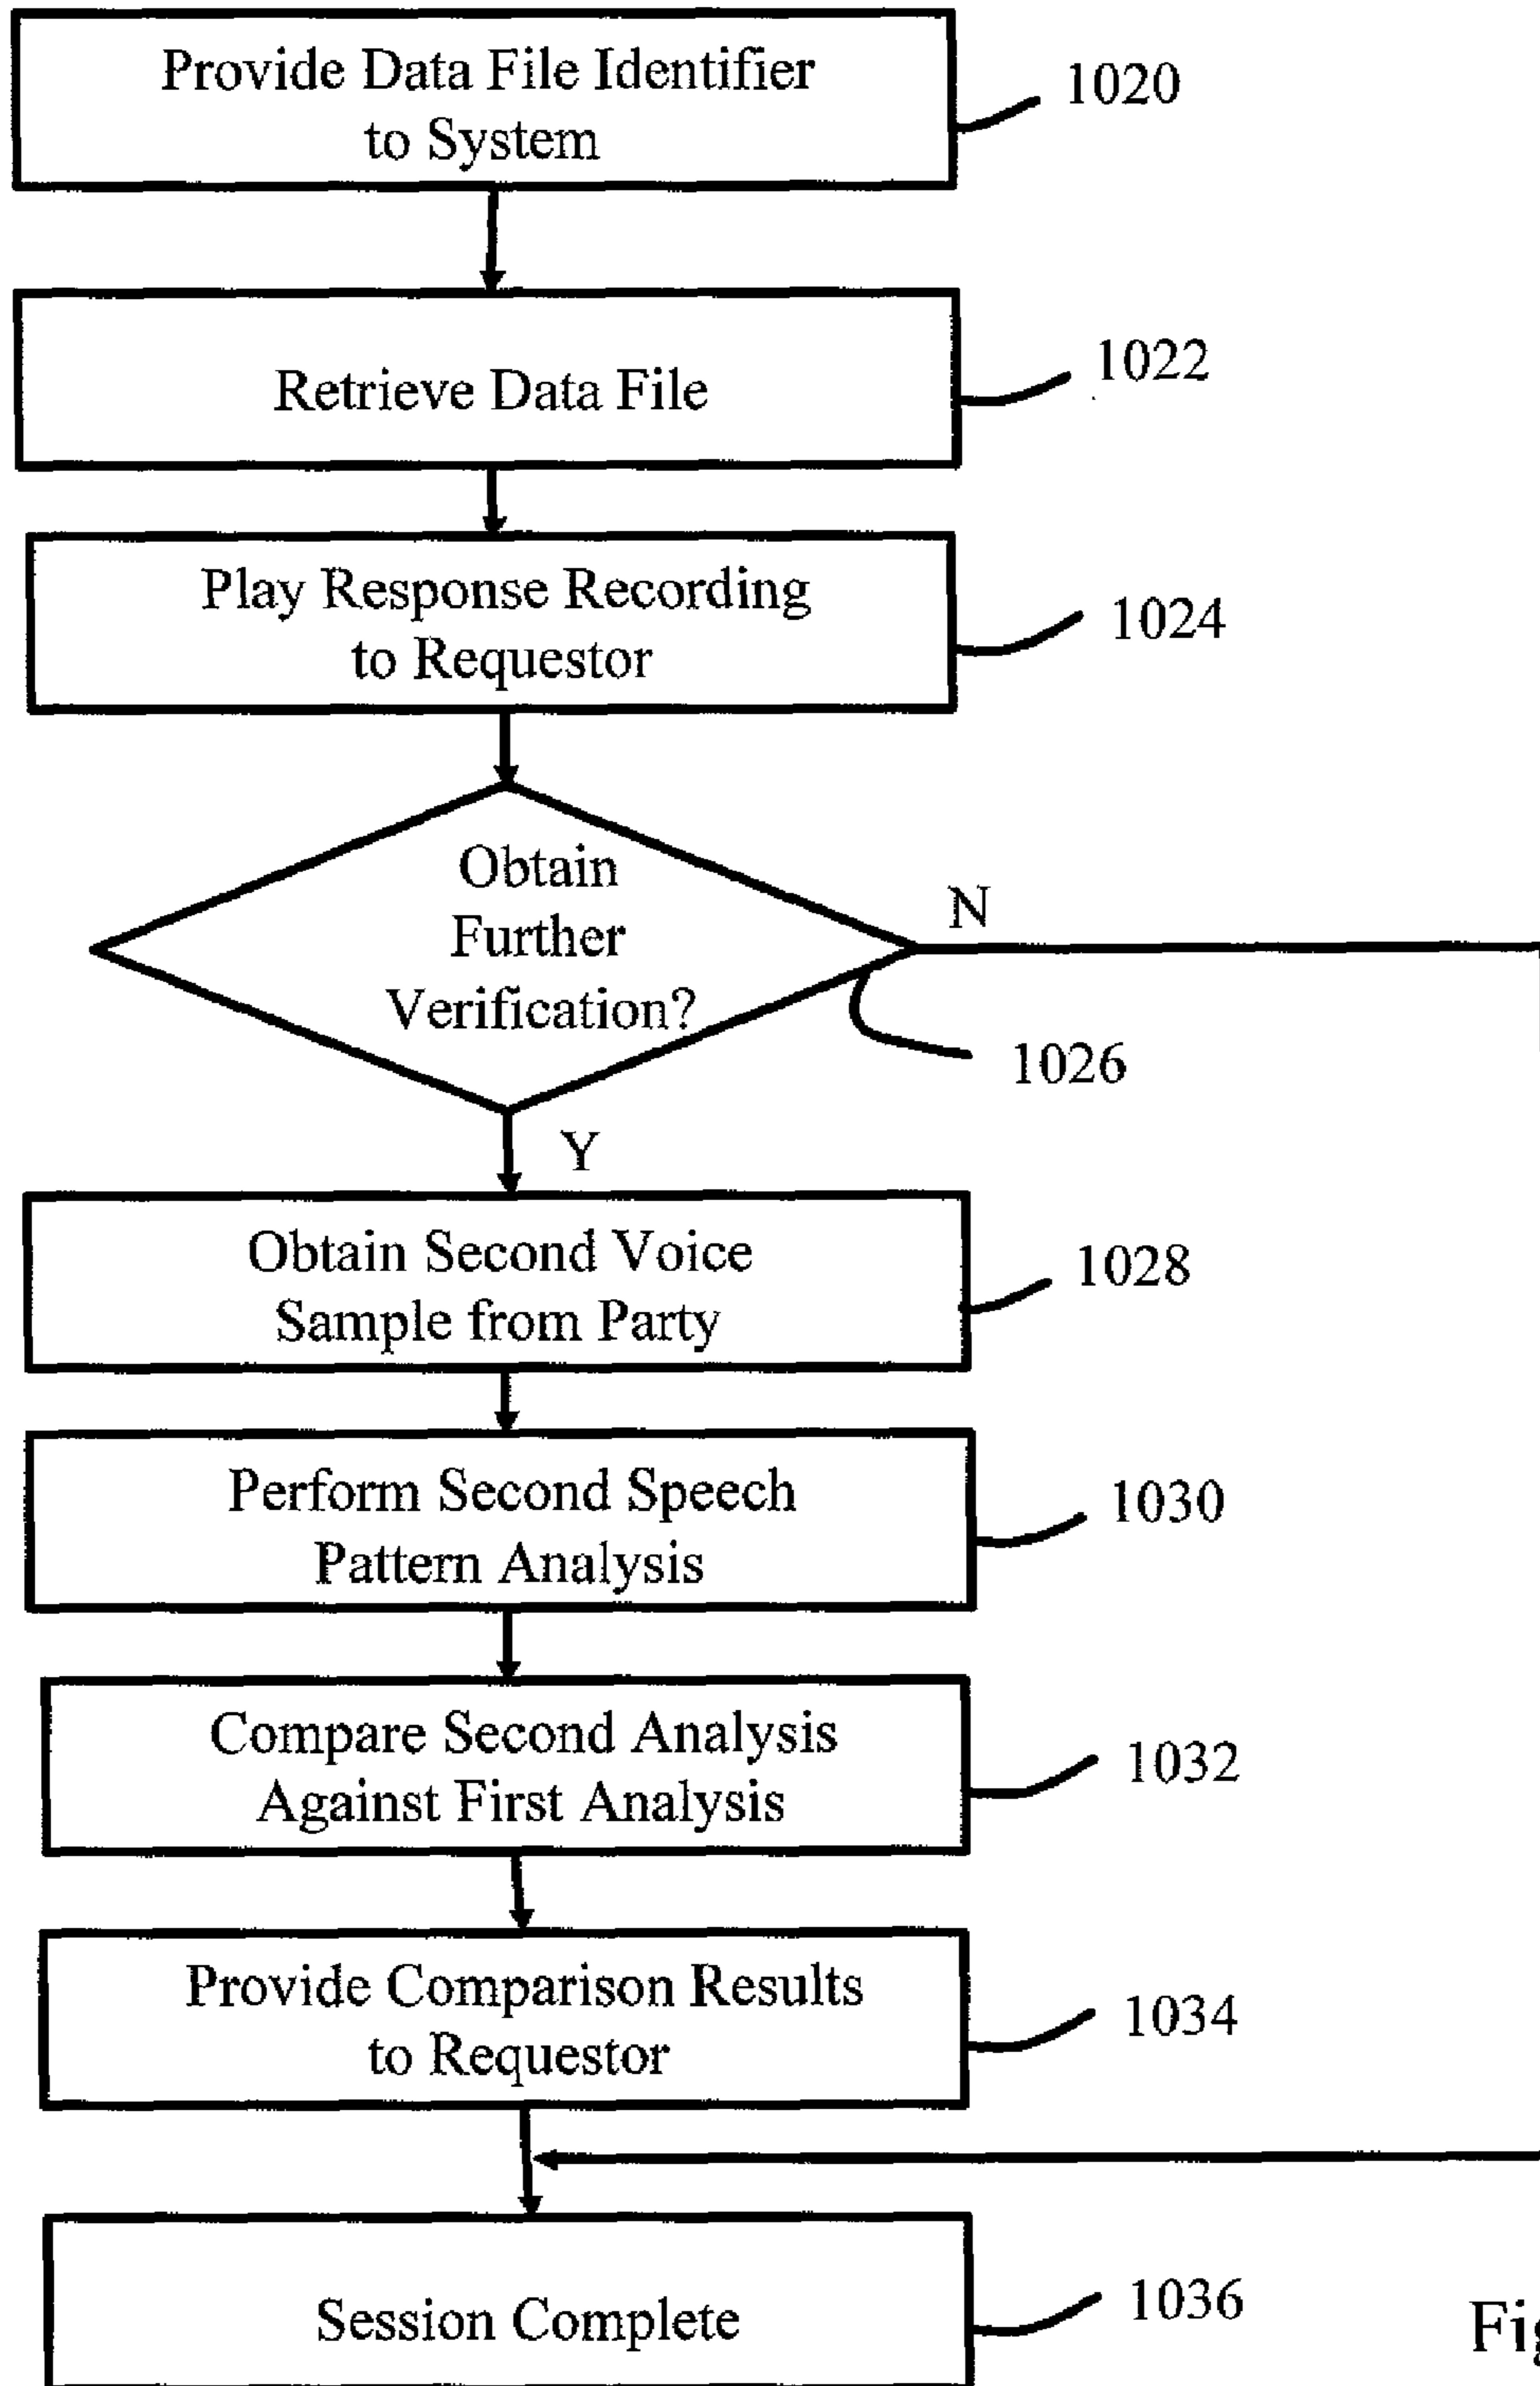 Provide Data File Identifier
to System
1020
Retrieve Data File
1022
Play Response Recording
to Requestor
1024
Obtain
Further
Verification?
N
1026
Y
Obtain Second Voice
Sample from Party
1028
Perform Second Speech
Pattern Analysis
1030
Compare Second Analysis
Against First Analysis
1032
Provide Comparison Results
to Requestor
1034
Session Complete
1036